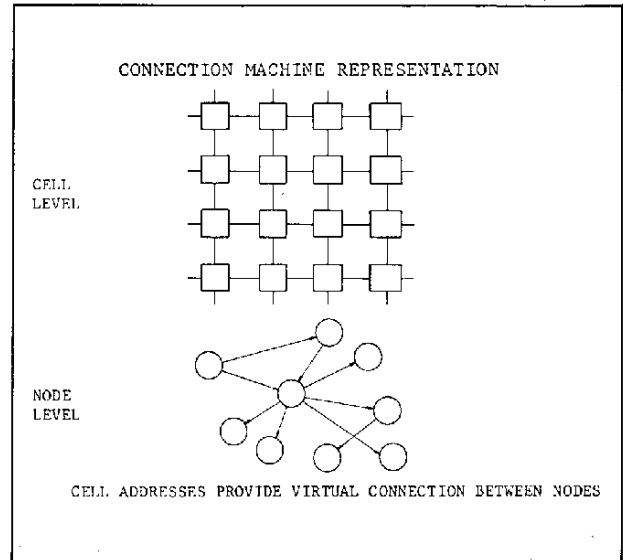 CONNECTION MACHINE REPRESENTATION
CELL
LEVEL
NODE
LEVEL
CELL ADDRESSES PROVIDE VIRTUAL CONNECTION BETWEEN NODES